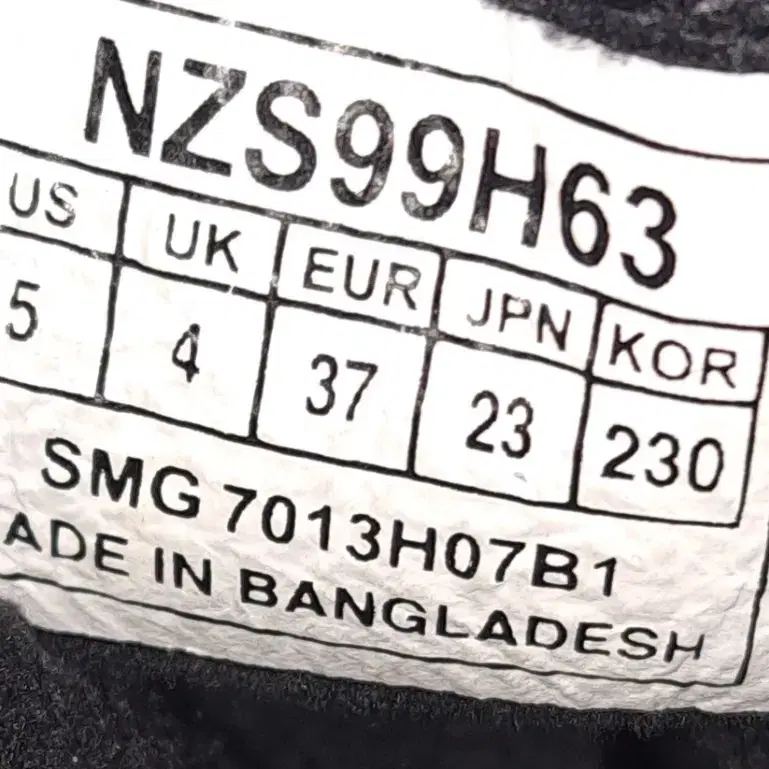 NZS99H63
US UK EUR JPN KOR
5 4 37 23 230
SMG 7013H07B1
ADE IN BANGLADESH